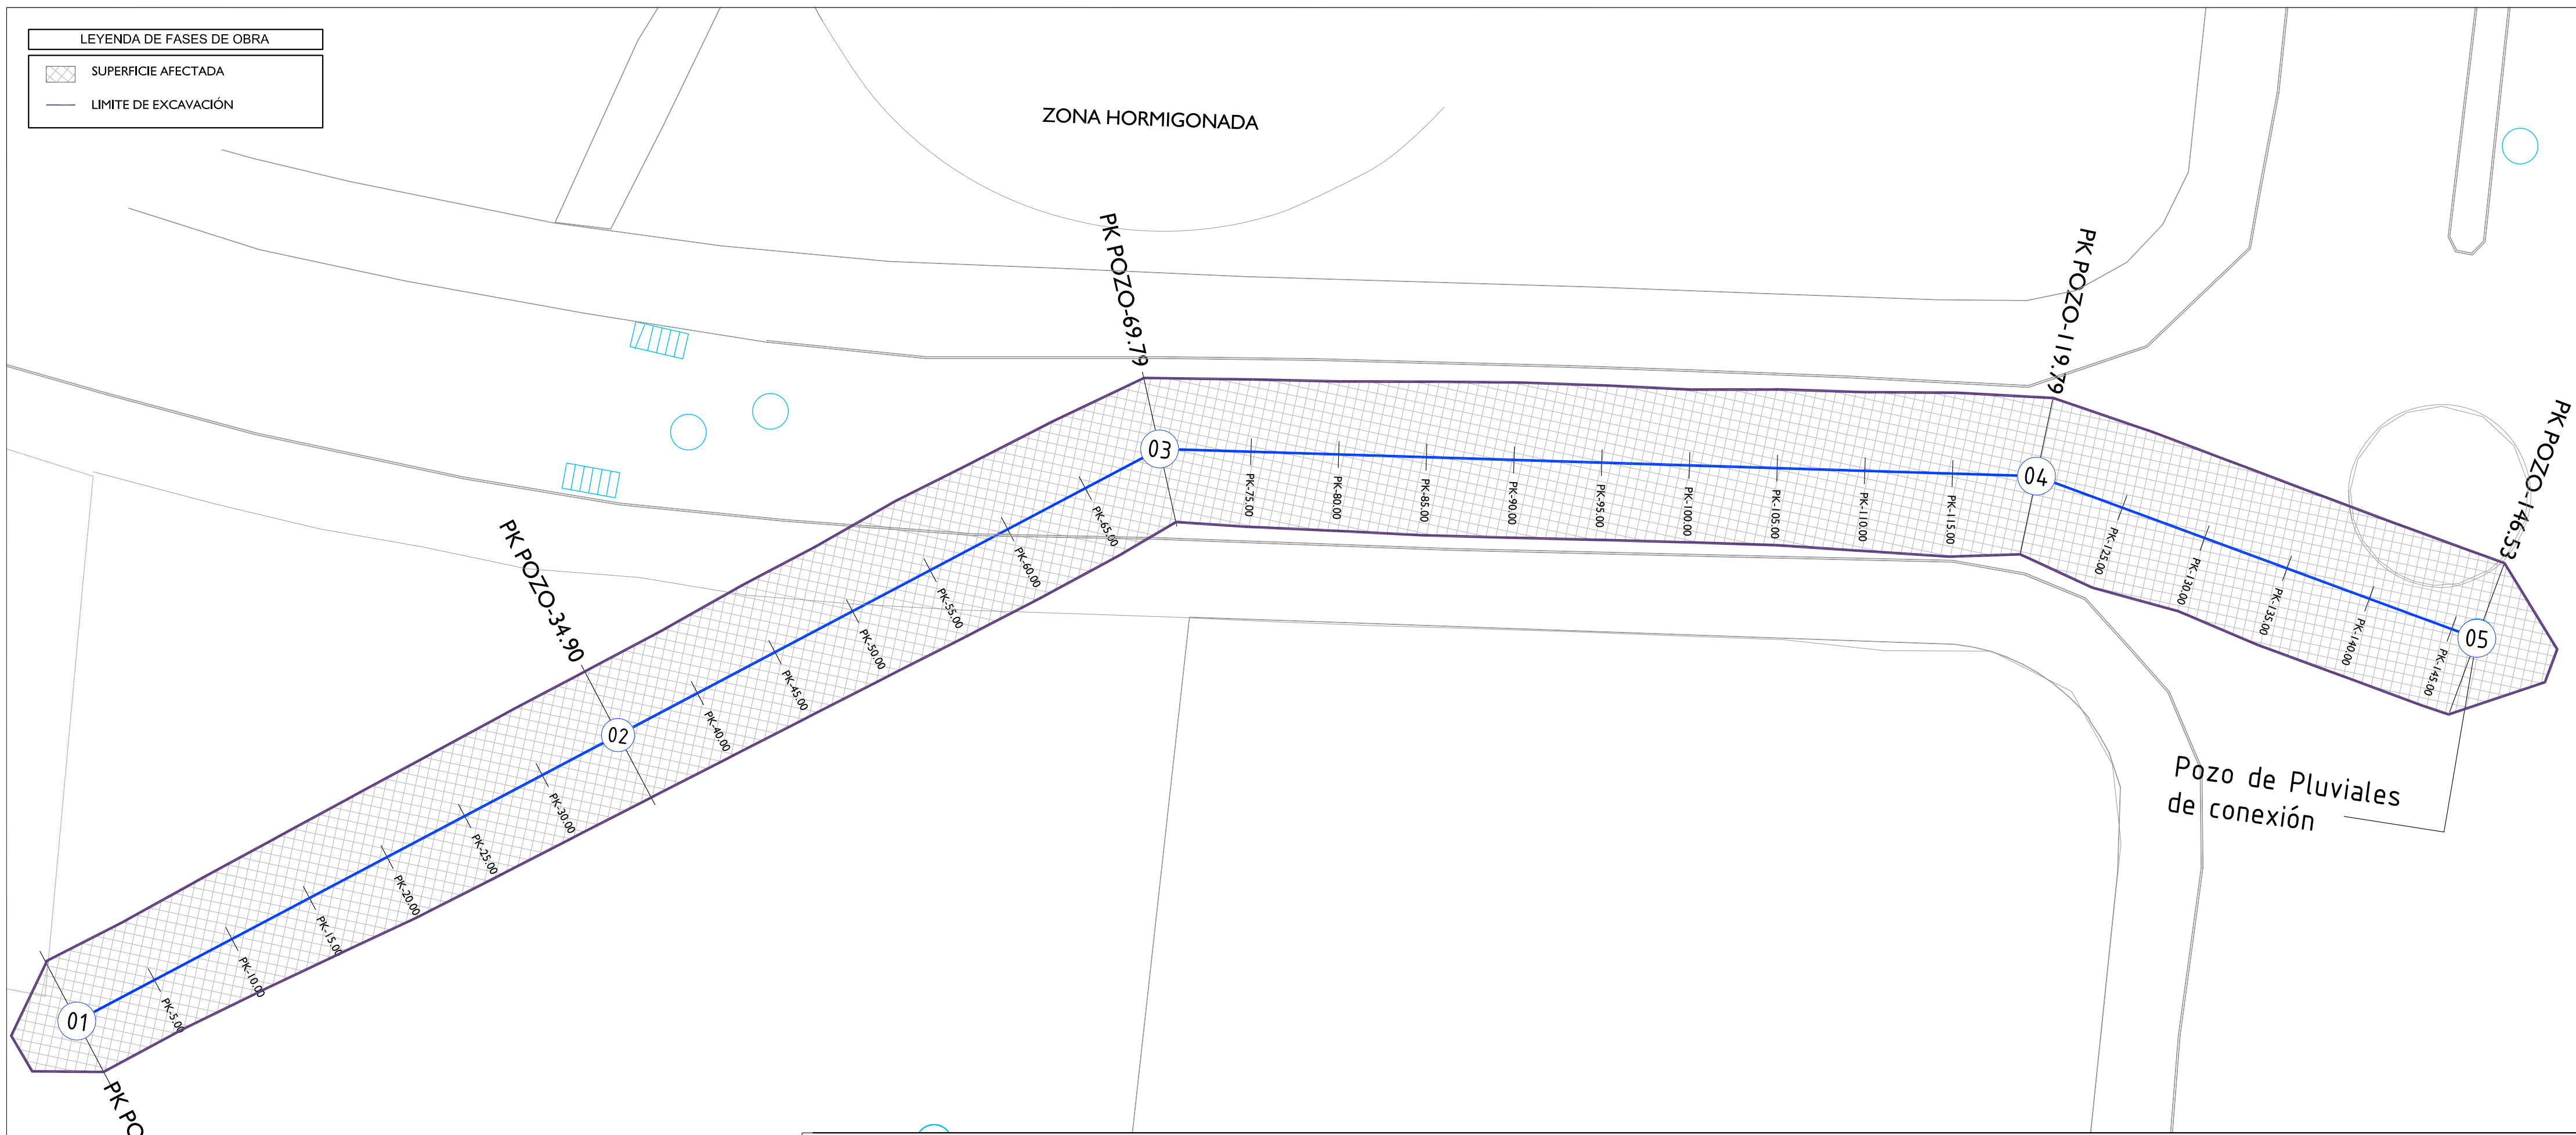 LEYENDA DE FASES DE OBRA
SUPERFICIE AFECTADA
LIMITE DE EXCAVACIÓN
ZONA HORMIGONADA
PK POZO-69.79
PK POZO-119.79
PK POZO-146.53
PK POZO-34.90
03
04
05
02
01
PK-75.00
PK-80.00
PK-85.00
PK-90.00
PK-95.00
PK-100.00
PK-105.00
PK-110.00
PK-115.00
PK-125.00
PK-130.00
PK-135.00
PK-140.00
PK-145.00
PK-65.00
PK-60.00
PK-55.00
PK-50.00
PK-45.00
PK-40.00
PK-30.00
PK-25.00
PK-20.00
PK-15.00
PK-10.00
PK-5.00
Pozo de Pluviales
de conexión
PK